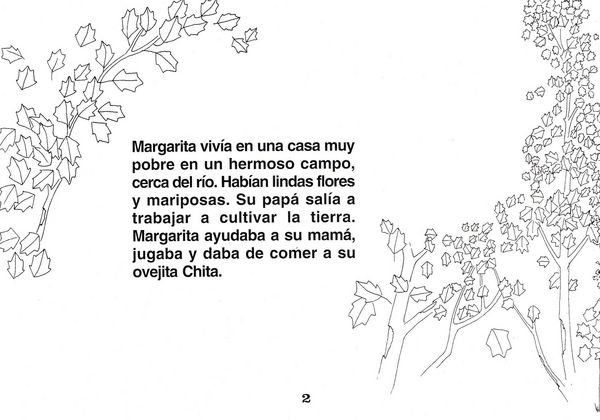 Margarita vivía en una casa muy
pobre en un hermoso campo,
cerca del río. Habían lindas flores
y mariposas. Su papá salía a
trabajar a cultivar la tierra.
Margarita ayudaba a su mamá,
jugaba y daba de comer a su
ovejita Chita.
2